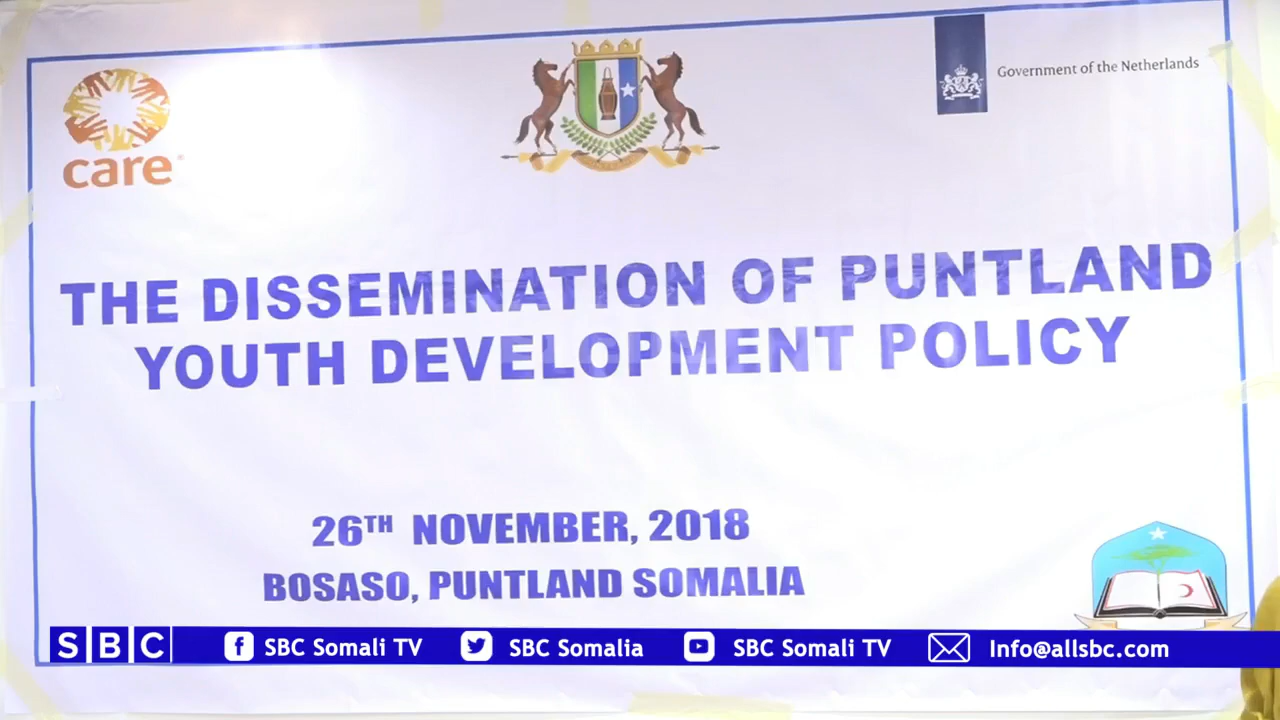 care
Government of the Netherlands
THE DISSEMINATION OF PUNTLAND
YOUTH DEVELOPMENT POLICY
26TH NOVEMBER, 2018
BOSASO, PUNTLAND SOMALIA
SBC SBC Somali TV SBC Somalia SBC Somali TV Info@allsbc.com